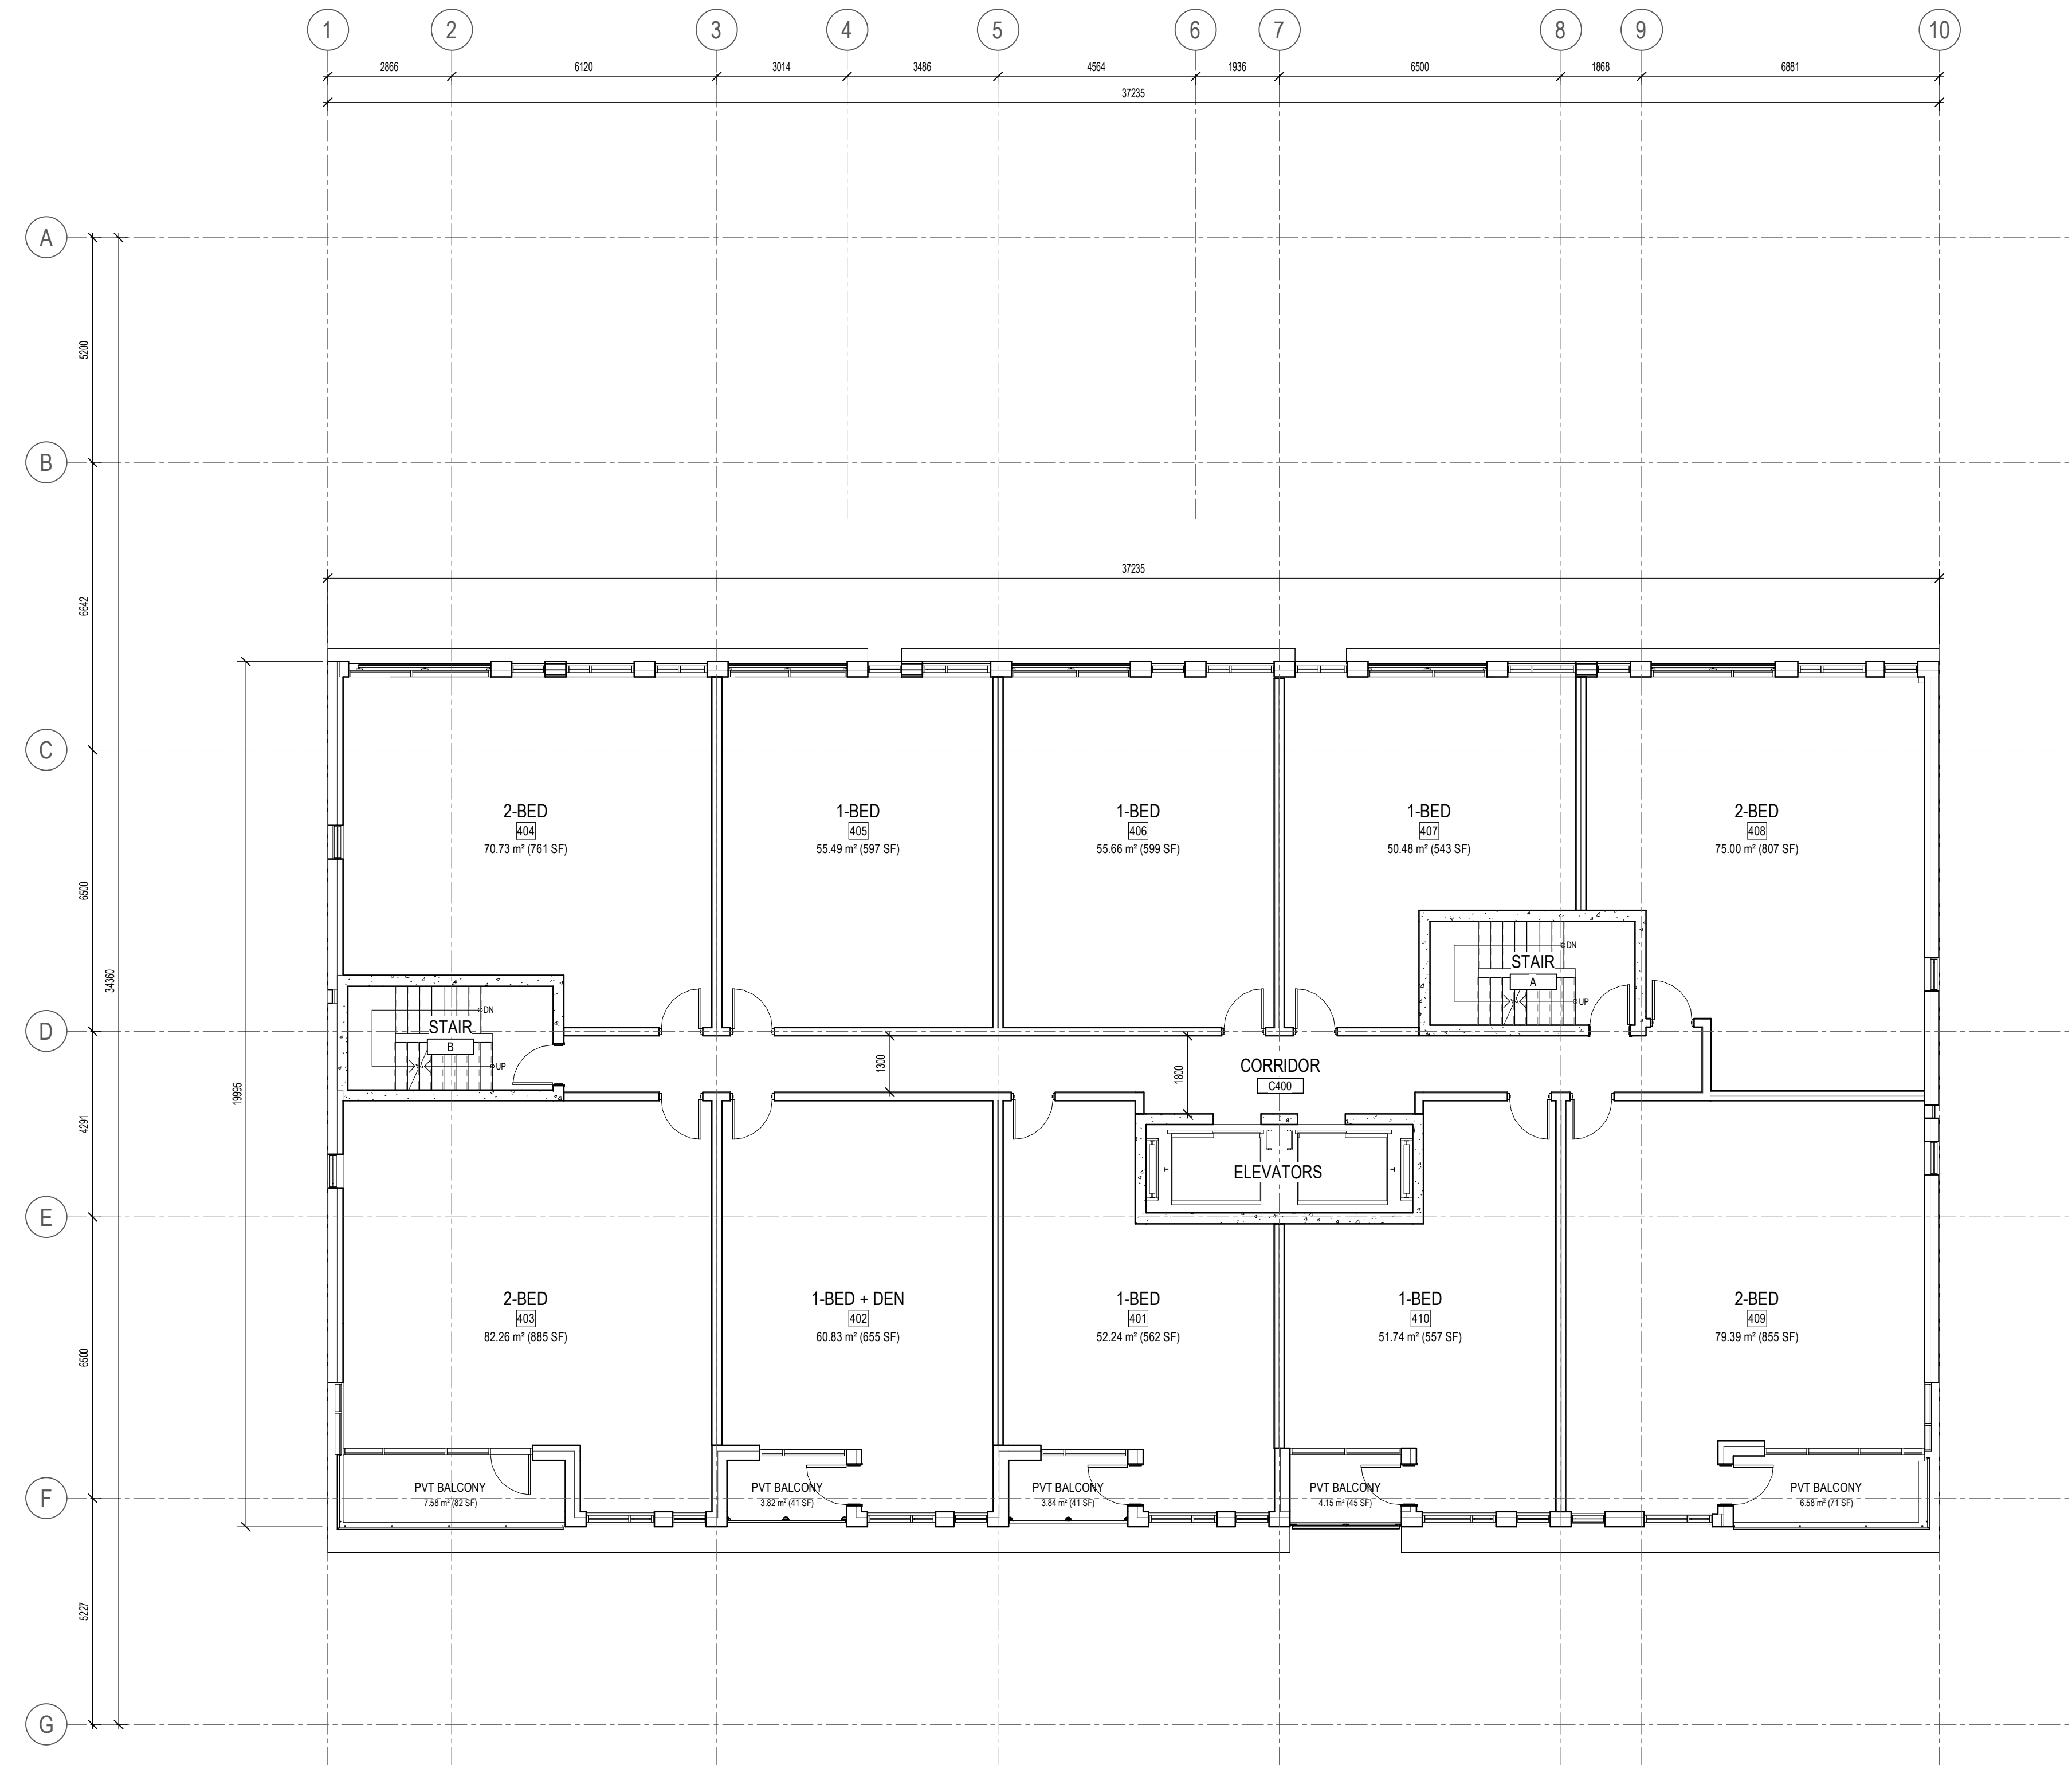 1
2
3
4
5
6
7
8
9
10
2866
6120
3014
3486
4564
1936
6500
1868
6881
37235
A
5200
B
37235
6642
C
2-BED
404
70.73 m² (761 SF)
1-BED
405
55.49 m² (597 SF)
1-BED
406
55.66 m² (599 SF)
1-BED
407
50.48 m² (543 SF)
2-BED
408
75.00 m² (807 SF)
6500
34360
DN
STAIR
A
UP
DN
STAIR
B
UP
D
1300
1800
CORRIDOR
C400
19995
4291
ELEVATORS
E
2-BED
403
82.26 m² (885 SF)
1-BED + DEN
402
60.83 m² (655 SF)
1-BED
401
52.24 m² (562 SF)
1-BED
410
51.74 m² (557 SF)
2-BED
409
79.39 m² (855 SF)
6500
PVT BALCONY
7.58 m² (82 SF)
PVT BALCONY
3.82 m² (41 SF)
PVT BALCONY
3.84 m² (41 SF)
PVT BALCONY
4.15 m² (45 SF)
PVT BALCONY
6.58 m² (71 SF)
F
5227
G